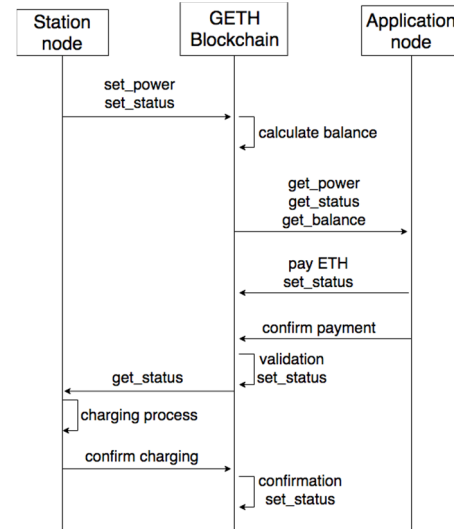 Station
node
GETH
Blockchain
Application
node
set_power
set_status
calculate balance
get_power
get_status
get_balance
pay ETH
set_status
confirm payment
validation
set_status
get_status
charging process
confirm charging
confirmation
set_status